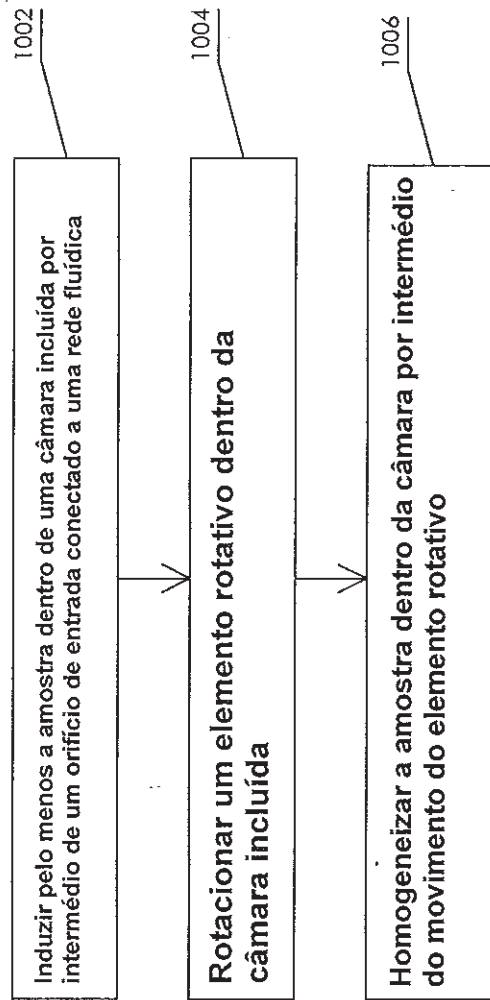 1002
Induzir pelo menos a amostra dentro de uma câmara incluída por
intermédio de um orifício de entrada conectado a uma rede fluídica
1004
Rotacionar um elemento rotativo dentro da
câmara incluída
1006
Homogeneizar a amostra dentro da câmara por intermédio
do movimento do elemento rotativo